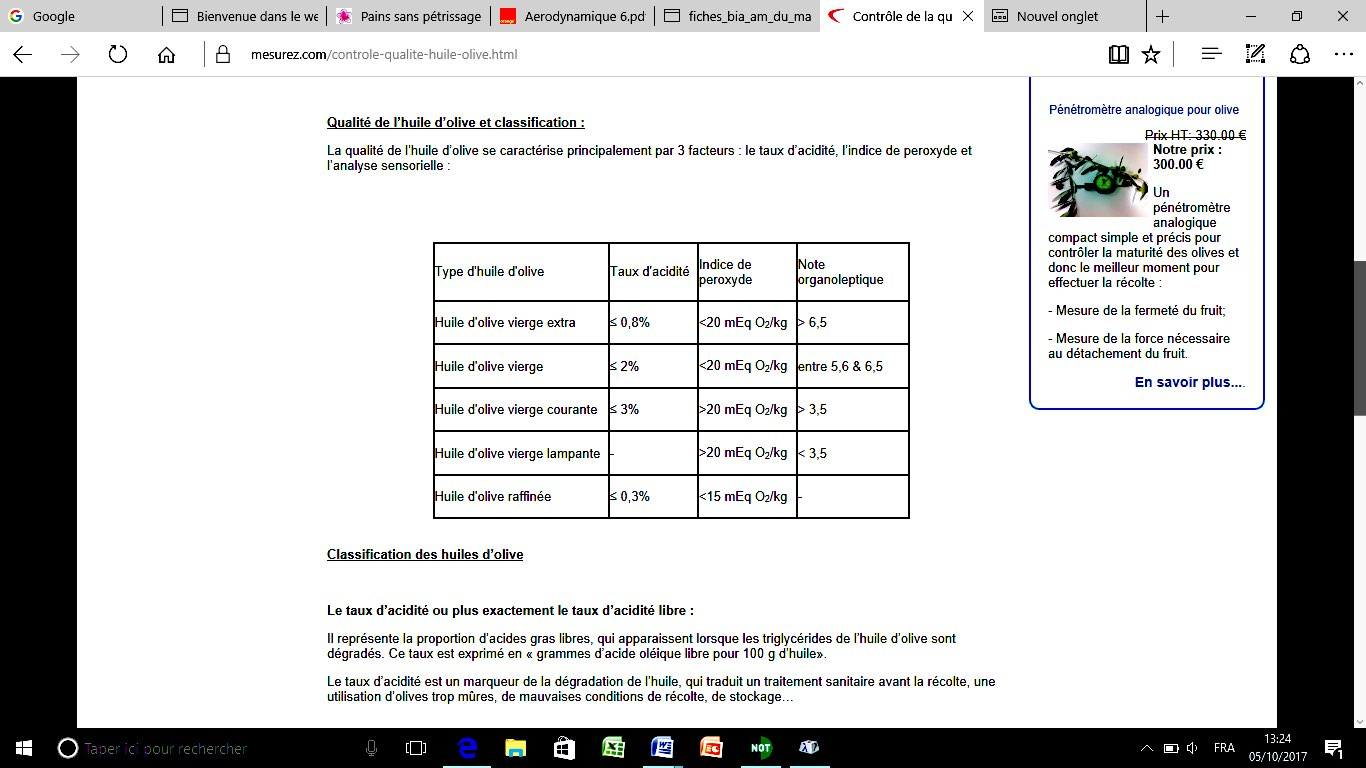 Google
Bienvenue dans le we
Pains sans pétrissage
Aerodynamique 6.pd
fiches_bia_am_du_ma
Contrôle de la qu
Nouvel onglet
mesurez.com/controle-qualite-huile-olive.html
Qualité de l'huile d'olive et classification :
La qualité de l'huile d'olive se caractérise principalement par 3 facteurs : le taux d'acidité, l'indice de peroxyde et
l'analyse sensorielle :
Type d'huile d'olive Taux d'acidité Indice de peroxyde Note organoleptique
Huile d'olive vierge extra ≤ 0,8% <20 mEq O₂/kg > 6,5
Huile d'olive vierge ≤ 2% <20 mEq O₂/kg entre 5,6 & 6,5
Huile d'olive vierge courante ≤ 3% >20 mEq O₂/kg > 3,5
Huile d'olive vierge lampante - >20 mEq O₂/kg < 3,5
Huile d'olive raffinée ≤ 0,3% <15 mEq O₂/kg -
Classification des huiles d'olive
Le taux d'acidité ou plus exactement le taux d'acidité libre :
Il représente la proportion d'acides gras libres, qui apparaissent lorsque les triglycérides de l'huile d'olive sont
dégradés. Ce taux est exprimé en « grammes d'acide oléique libre pour 100 g d'huile».
Le taux d'acidité est un marqueur de la dégradation de l'huile, qui traduit un traitement sanitaire avant la récolte, une
utilisation d'olives trop mûres, de mauvaises conditions de récolte, de stockage…
Pénétromètre analogique pour olive
Prix HT: 330.00 €
Notre prix :
300.00 €
Un
pénétromètre
analogique
compact simple et précis pour
contrôler la maturité des olives et
donc le meilleur moment pour
effectuer la récolte :
- Mesure de la fermeté du fruit;
- Mesure de la force nécessaire
au détachement du fruit.
En savoir plus....
Taper ici pour rechercher
NOT
FRA
13:24
05/10/2017
1